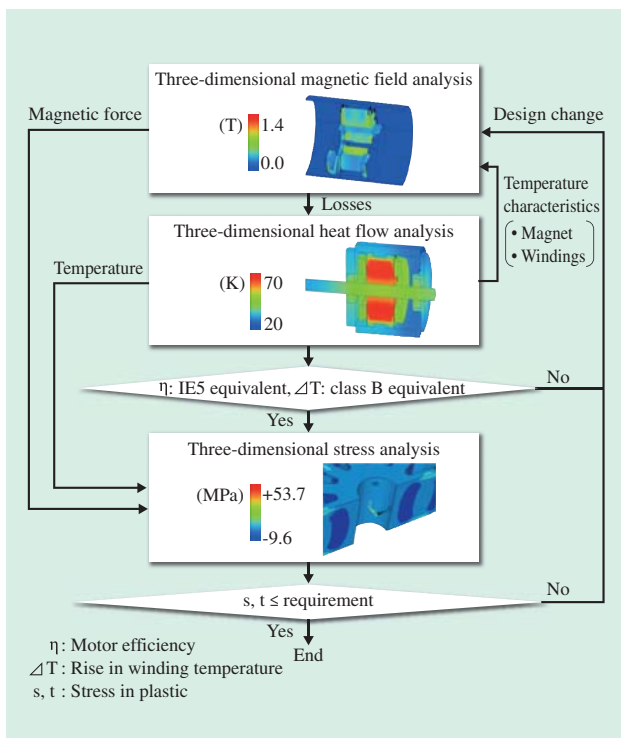 Three-dimensional magnetic field analysis
Magnetic force
Design change
(T)
1.4
0.0
Temperature
characteristics
• Magnet
• Windings
Losses
Three-dimensional heat flow analysis
Temperature
(K)
70
20
η: IE5 equivalent, ⊿T: class B equivalent
No
Yes
Three-dimensional stress analysis
(MPa)
+53.7
-9.6
s, t ≤ requirement
No
Yes
End
η: Motor efficiency
⊿T: Rise in winding temperature
s, t : Stress in plastic